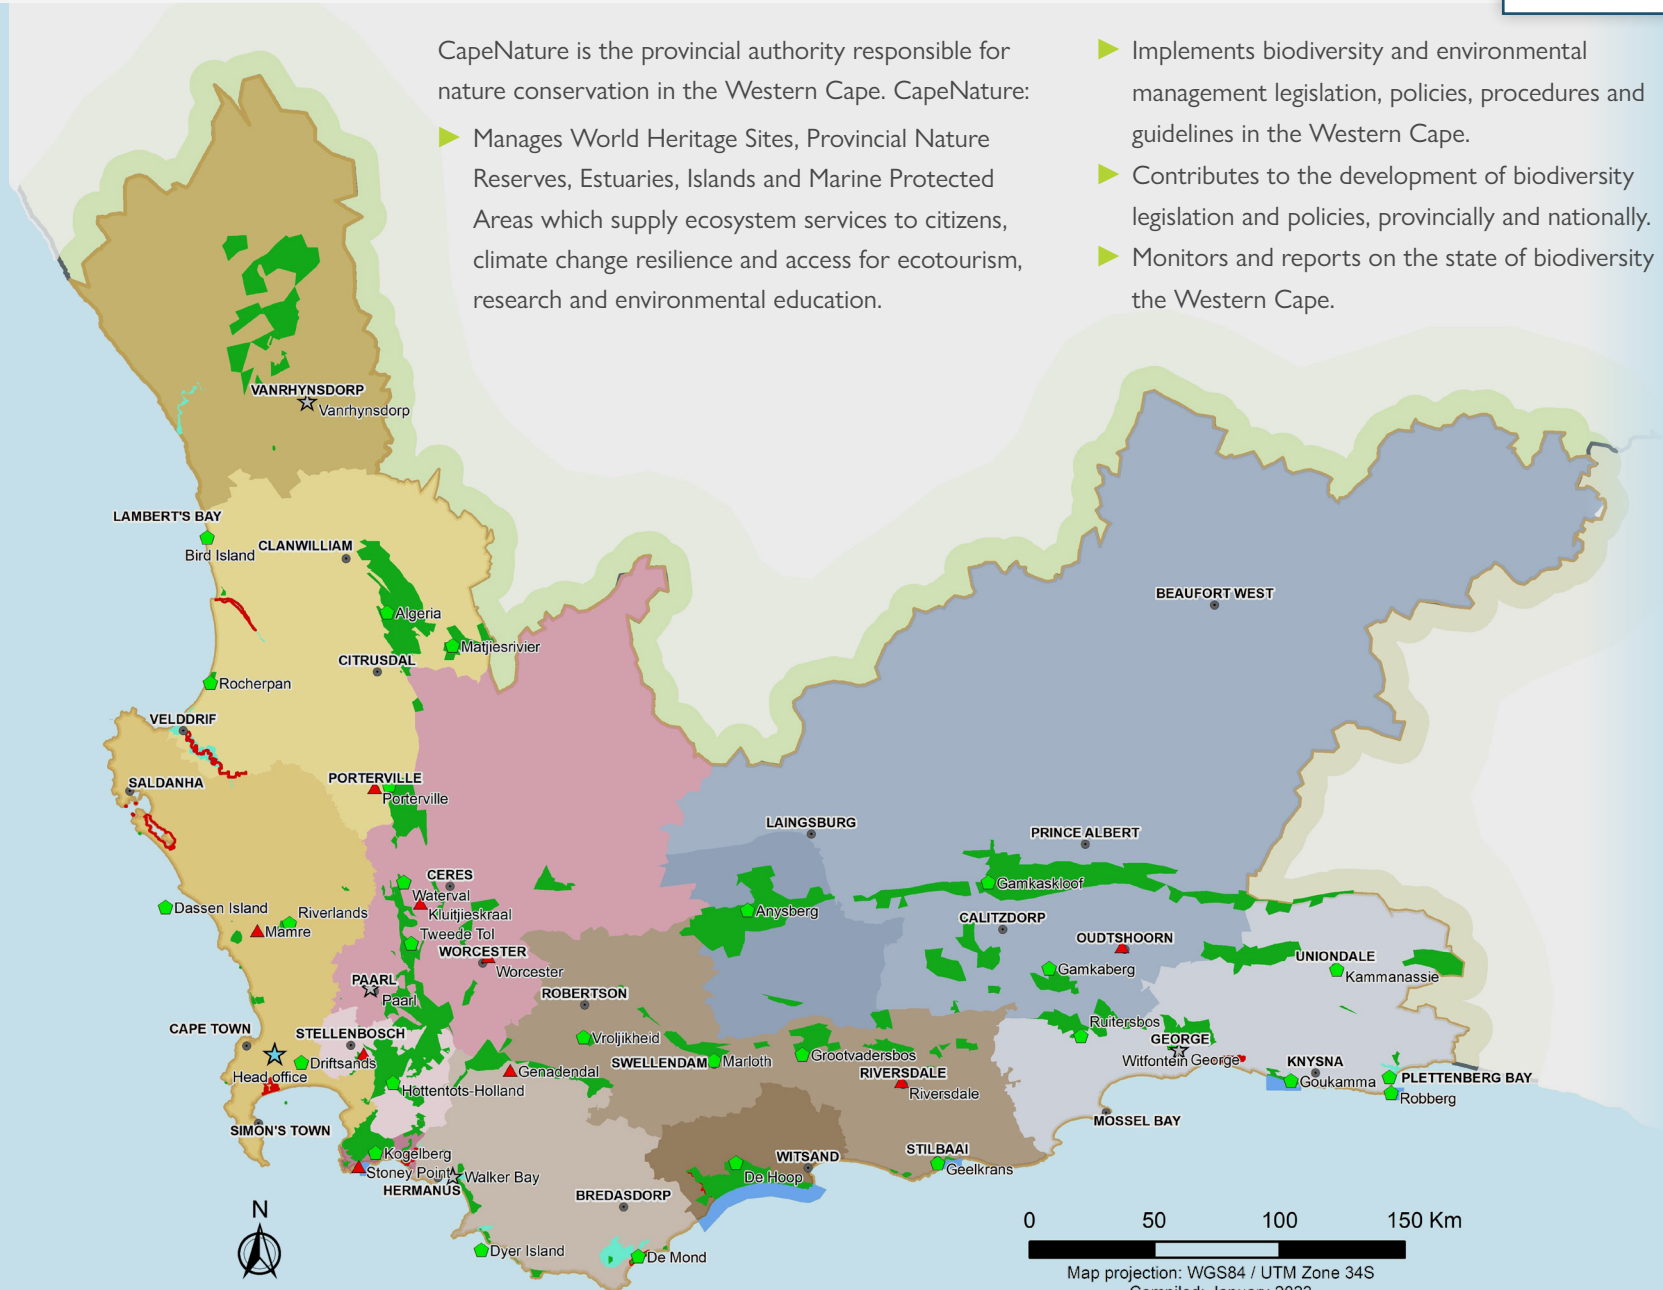 CapeNature is the provincial authority responsible for
nature conservation in the Western Cape. CapeNature:
Manages World Heritage Sites, Provincial Nature
Reserves, Estuaries, Islands and Marine Protected
Areas which supply ecosystem services to citizens,
climate change resilience and access for ecotourism,
research and environmental education.
Implements biodiversity and environmental
management legislation, policies, procedures and
guidelines in the Western Cape.
Contributes to the development of biodiversity
legislation and policies, provincially and nationally.
Monitors and reports on the state of biodiversity
the Western Cape.
VANRHYNSDORP
Vanrhynsdorp
LAMBERT'S BAY
Bird Island
CLANWILLIAM
Algeria
Matjiesrivier
CITRUSDAL
Rocherpan
VELDDRIF
SALDANHA
PORTERVILLE
Porterville
BEAUFORT WEST
LAINGSBURG
PRINCE ALBERT
CERES
Waterval
Kluitjieskraal
Tweede Tol
WORCESTER
Worcester
Dassen Island
Riverlands
Mamre
Gamkaskloof
Anysberg
CALITZDORP
OUDTSHOORN
Gamkaberg
UNIONDALE
Kammanassie
PAARL
Paarl
ROBERTSON
Vroljikheid
CAPE TOWN
STELLENBOSCH
Head office
Driftsands
Hottentots-Holland
Genadendal
SWELLENDAM
Marloth
Grootvadersbos
RIVERSDALE
Riversdale
Ruitersbos
GEORGE
Witfontein George
KNYSNA
Goukamma
PLETTENBERG BAY
Robberg
MOSSEL BAY
SIMON'S TOWN
Kogelberg
Stoney Point
HERMANUS
Walker Bay
BREDASDORP
WITSAND
De Hoop
STILBAAI
Geelkrans
Dyer Island
De Mond
N
0 50 100 150 Km
Map projection: WGS84 / UTM Zone 34S
Compiled: January 2023